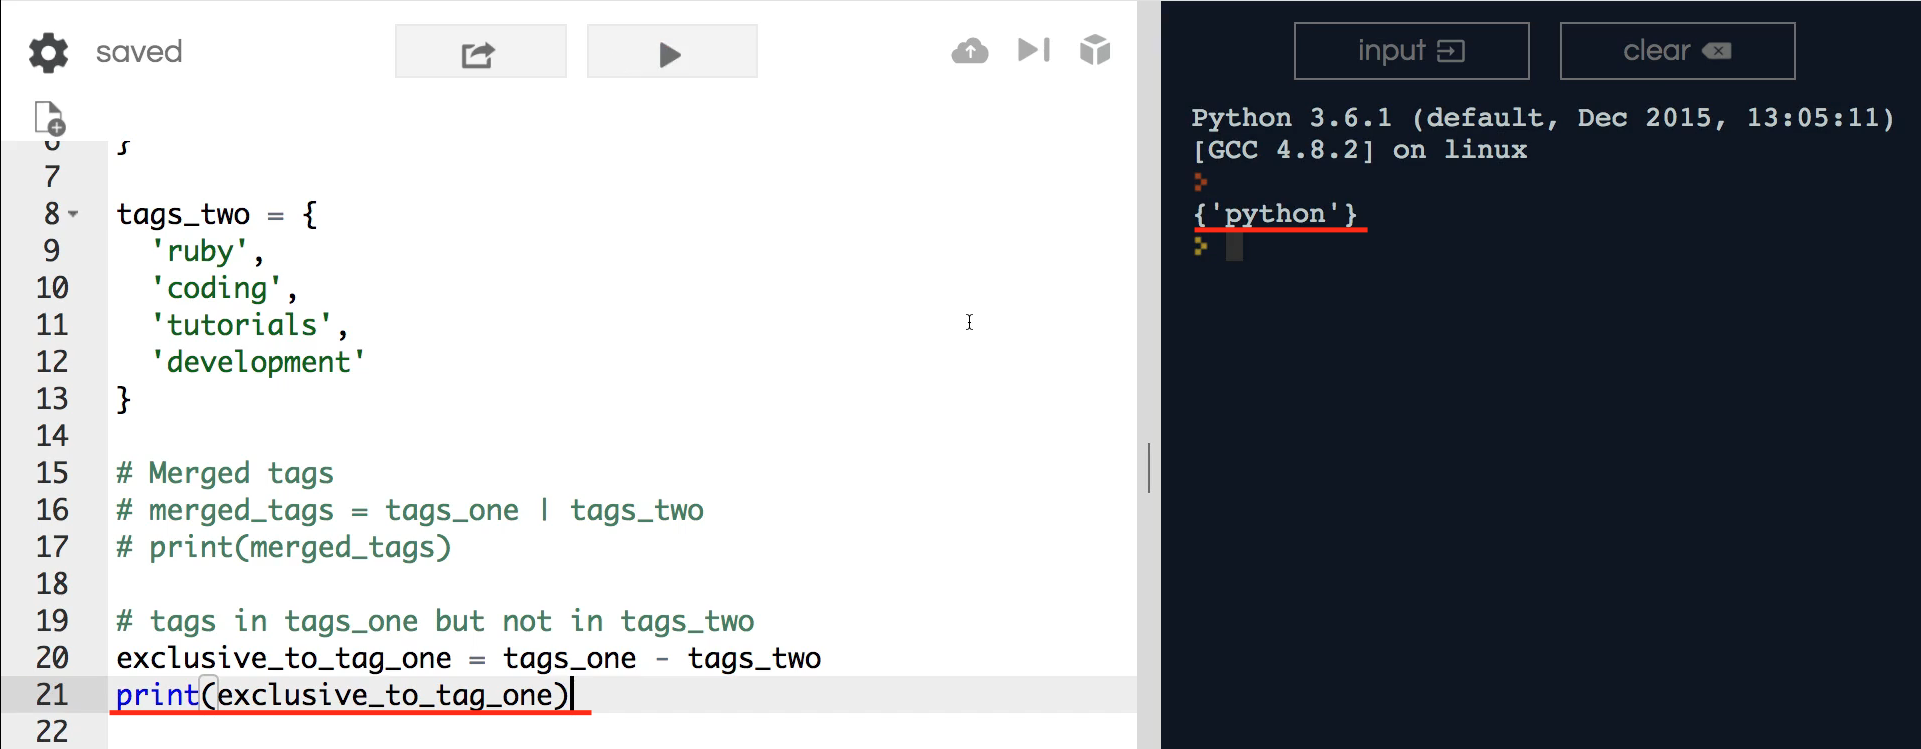 saved
input
clear
6 }
7
8 tags_two = {
9 'ruby',
10 'coding',
11 'tutorials',
12 'development'
13 }
14
15 # Merged tags
16 # merged_tags = tags_one | tags_two
17 # print(merged_tags)
18
19 # tags in tags_one but not in tags_two
20 exclusive_to_tag_one = tags_one - tags_two
21 print(exclusive_to_tag_one)
22
Python 3.6.1 (default, Dec 2015, 13:05:11)
[GCC 4.8.2] on linux
{'python'}